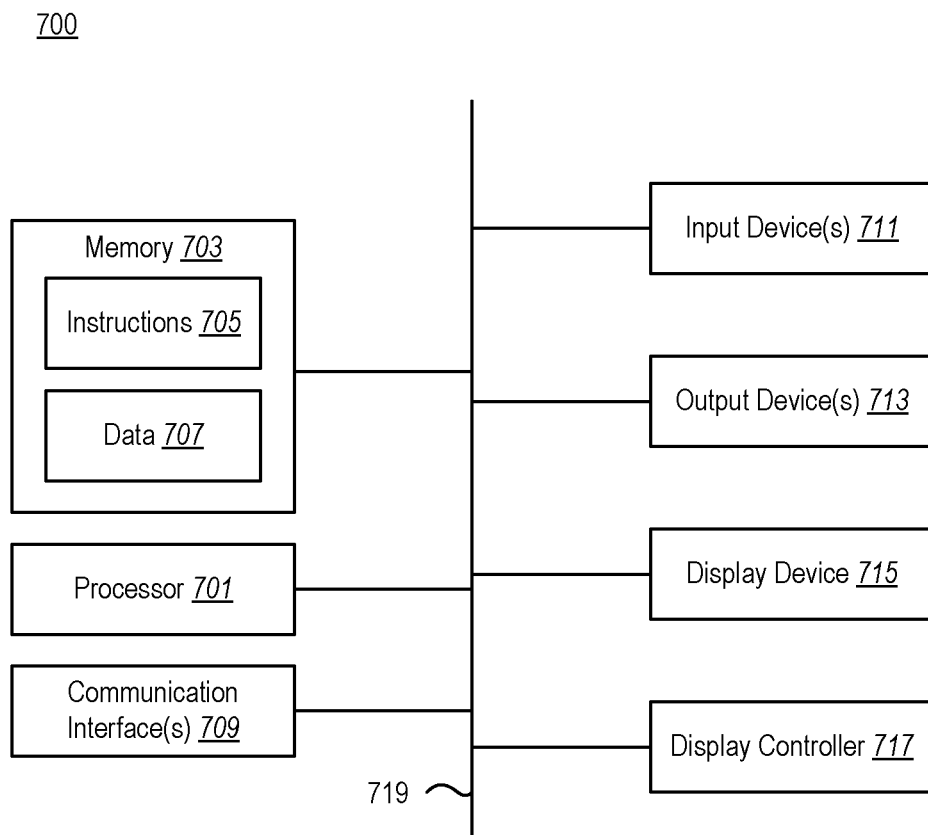 700
Memory 703
Instructions 705
Data 707
Processor 701
Communication
Interface(s) 709
Input Device(s) 711
Output Device(s) 713
Display Device 715
Display Controller 717
719